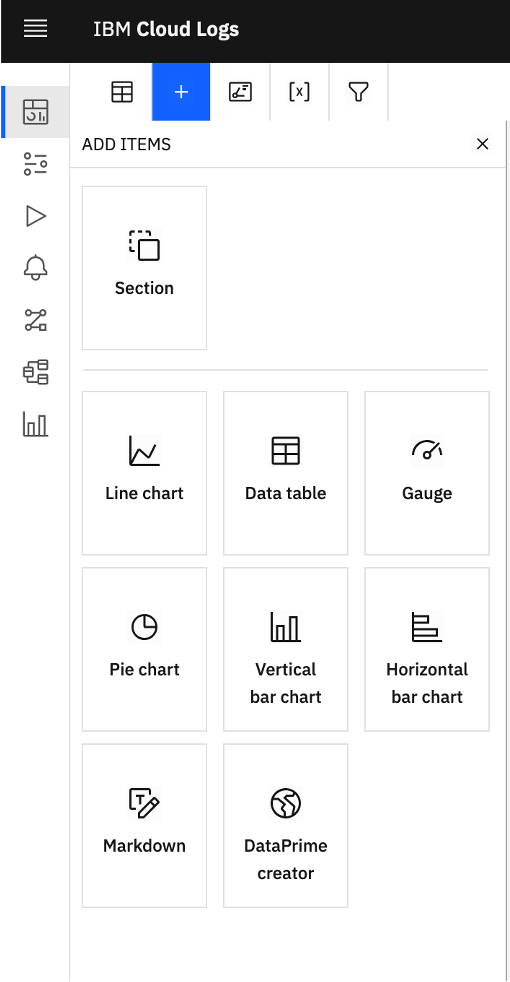 IBM Cloud Logs
ADD ITEMS
Section
Line chart
Data table
Gauge
Pie chart
Vertical
bar chart
Horizontal
bar chart
Markdown
DataPrime
creator